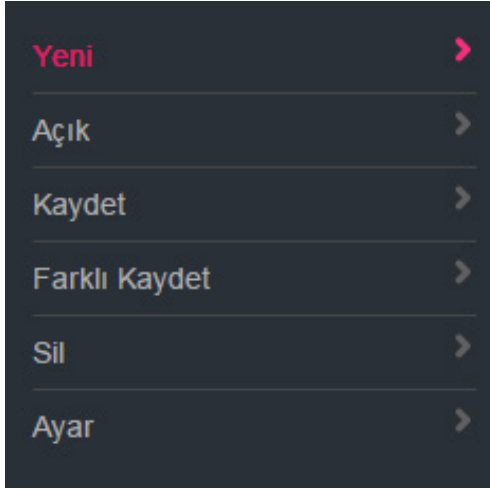 Yeni
Açık
Kaydet
Farklı Kaydet
Sil
Ayar